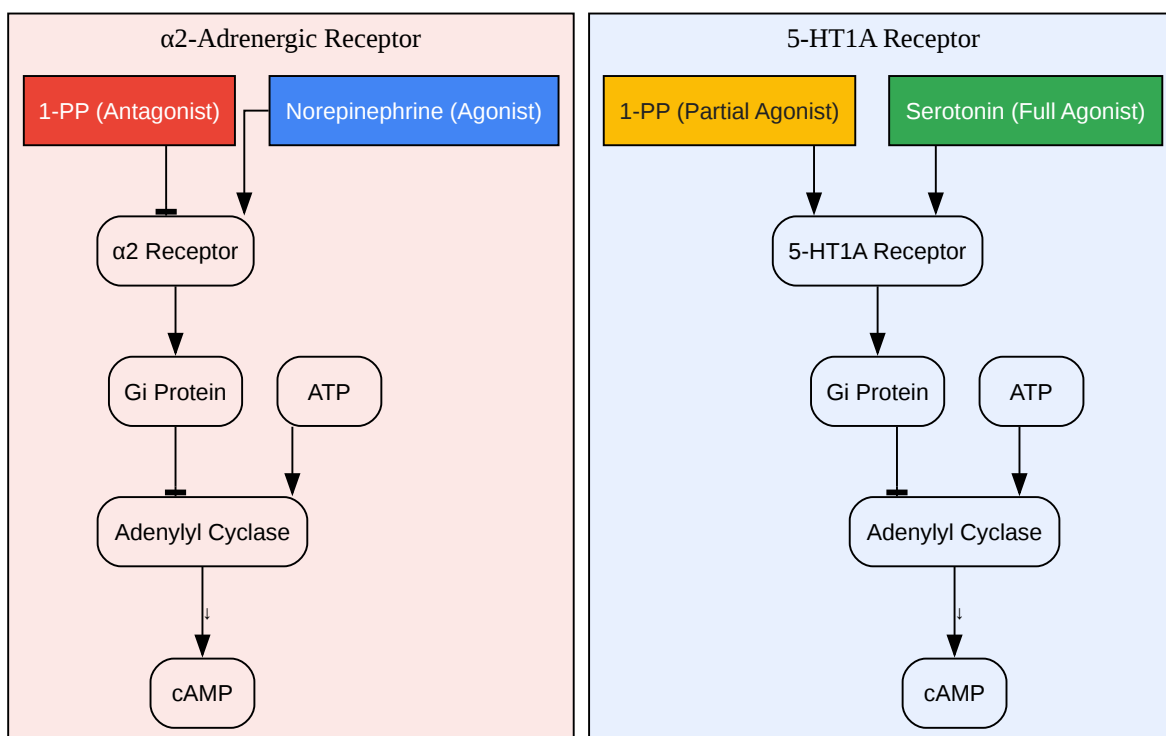 α2-Adrenergic Receptor
1-PP (Antagonist)
Norepinephrine (Agonist)
α2 Receptor
Gi Protein
ATP
Adenylyl Cyclase
↓
cAMP
5-HT1A Receptor
1-PP (Partial Agonist)
Serotonin (Full Agonist)
5-HT1A Receptor
Gi Protein
ATP
Adenylyl Cyclase
↓
cAMP